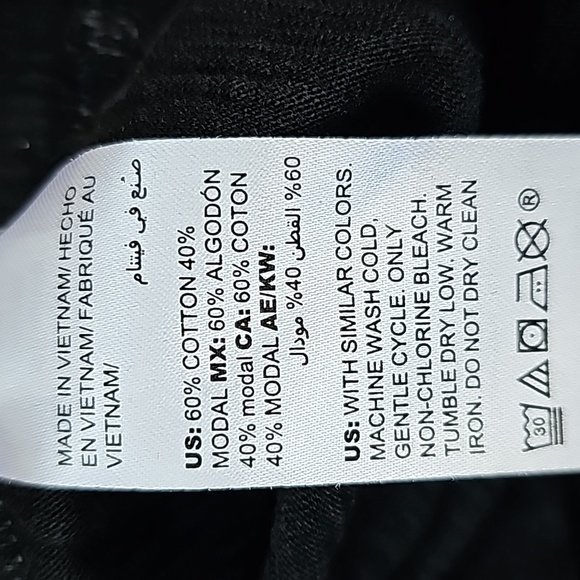 MADE IN VIETNAM/ HECHO
EN VIETNAM/ FABRIQUÉ AU
VIETNAM/
صنع في فيتنام
US: 60% COTTON 40%
MODAL MX: 60% ALGODÓN
40% modal CA: 60% COTON
40% MODAL AE/KW:
60% القطن 40% مودال
US: WITH SIMILAR COLORS.
MACHINE WASH COLD,
GENTLE CYCLE. ONLY
NON-CHLORINE BLEACH.
TUMBLE DRY LOW. WARM
IRON. DO NOT DRY CLEAN
30 ®